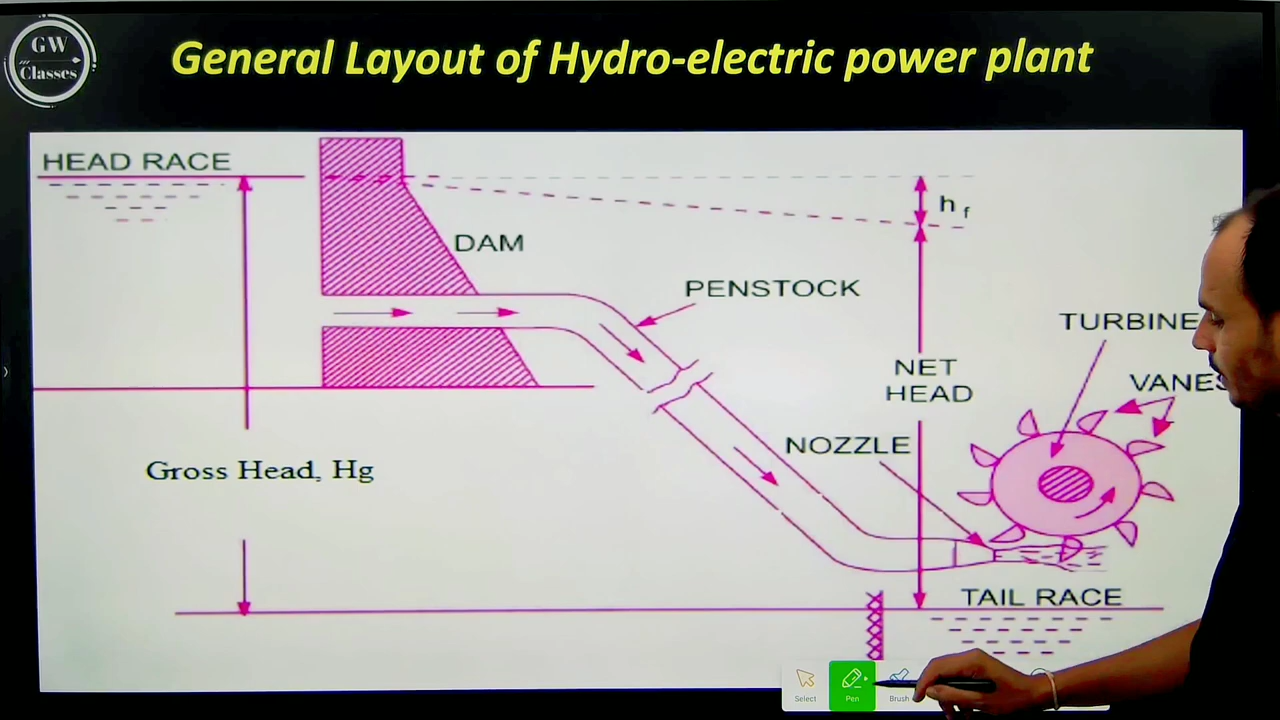 GW
Classes
General Layout of Hydro-electric power plant
HEAD RACE
h f
DAM
PENSTOCK
TURBINE
NET
HEAD
VANES
NOZZLE
Gross Head, Hg
TAIL RACE
Select
Pen
Brush